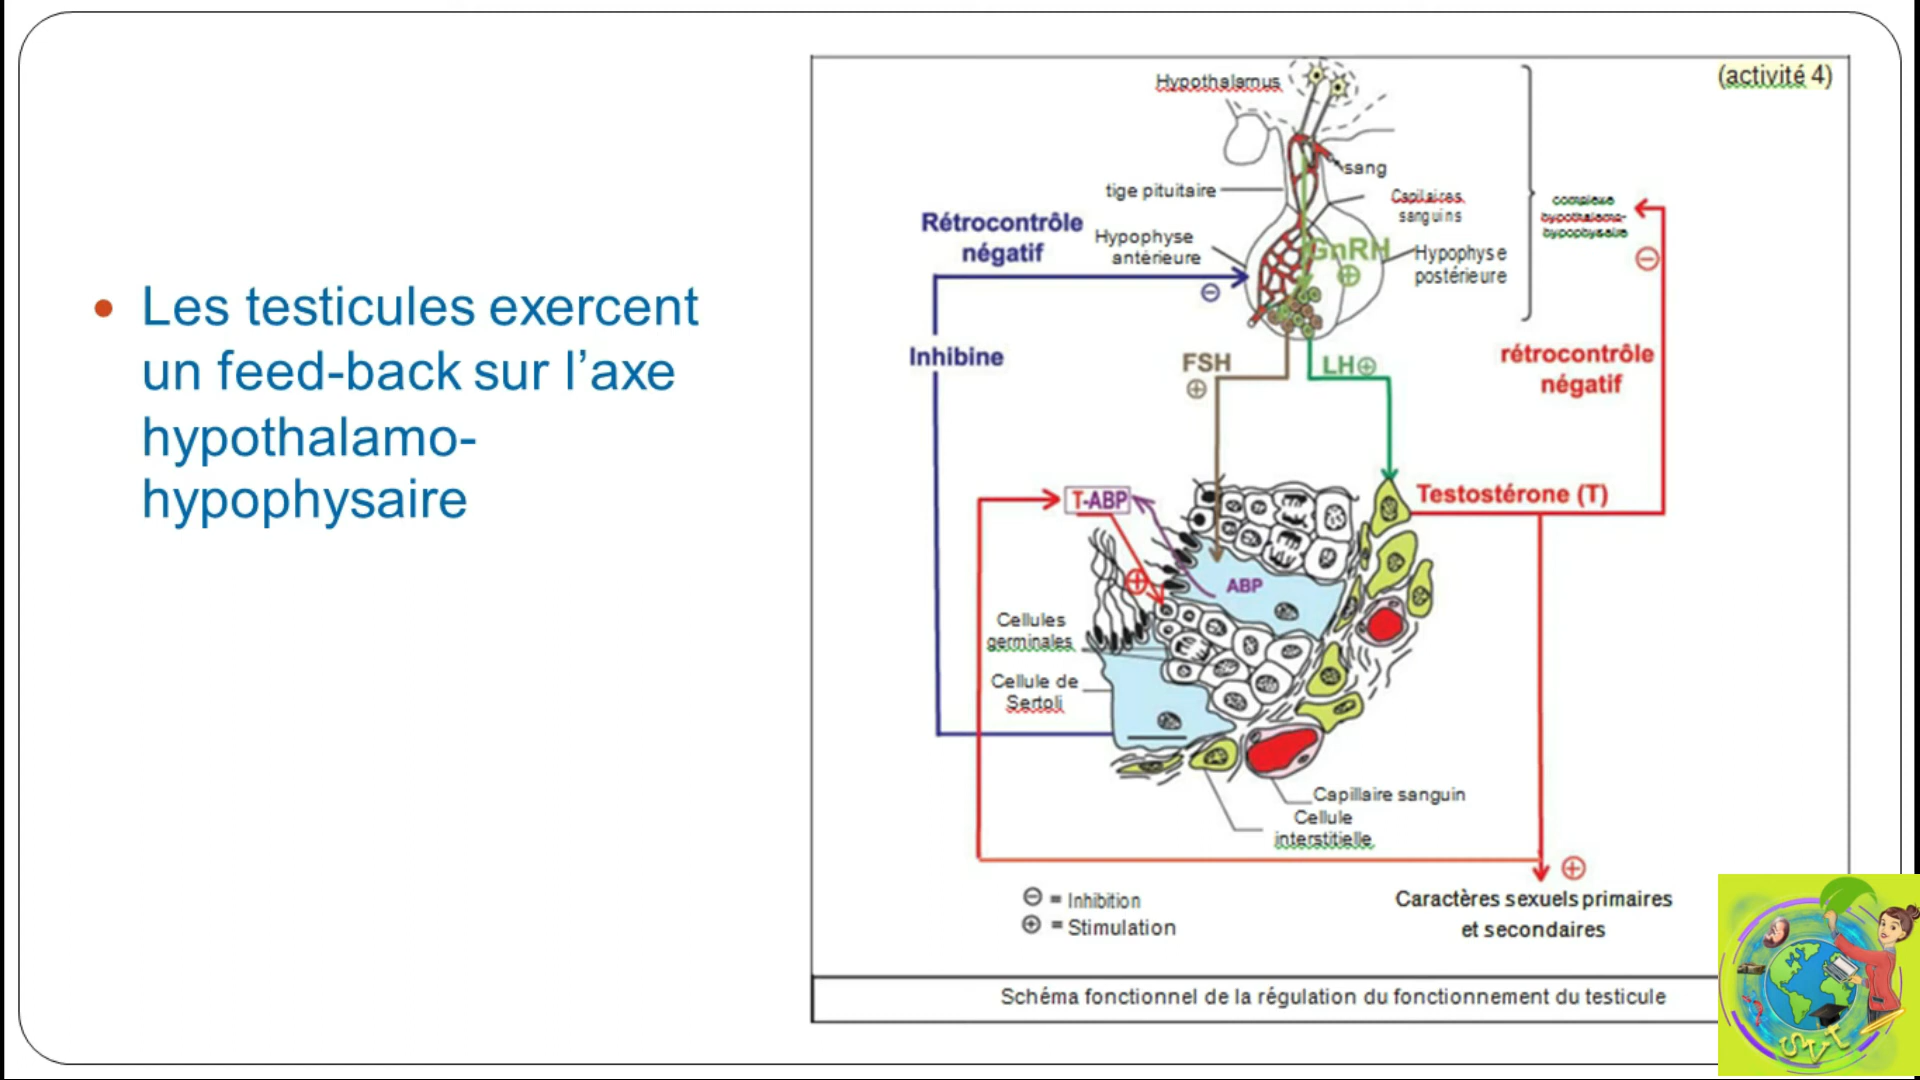 • Les testicules exercent
un feed-back sur l’axe
hypothalamo-
hypophysaire
(activité 4)
Hypothalamus
sang
tige pituitaire
Capilaires
sanguins
complexe
hypothalamo-
hypophysaire
Rétrocontrôle
négatif
Hypophyse
antérieure
GnRH
⊕
Hypophyse
postérieure
⊖
⊖
Inhibine
FSH
⊕
LH⊕
rétrocontrôle
négatif
T-ABP
Testostérone (T)
⊕
ABP
Cellules
germinales
Cellule de
Sertoli
Capillaire sanguin
Cellule
interstitielle
⊕
⊖ = Inhibition
⊕ = Stimulation
Caractères sexuels primaires
et secondaires
Schéma fonctionnel de la régulation du fonctionnement du testicule
SVT